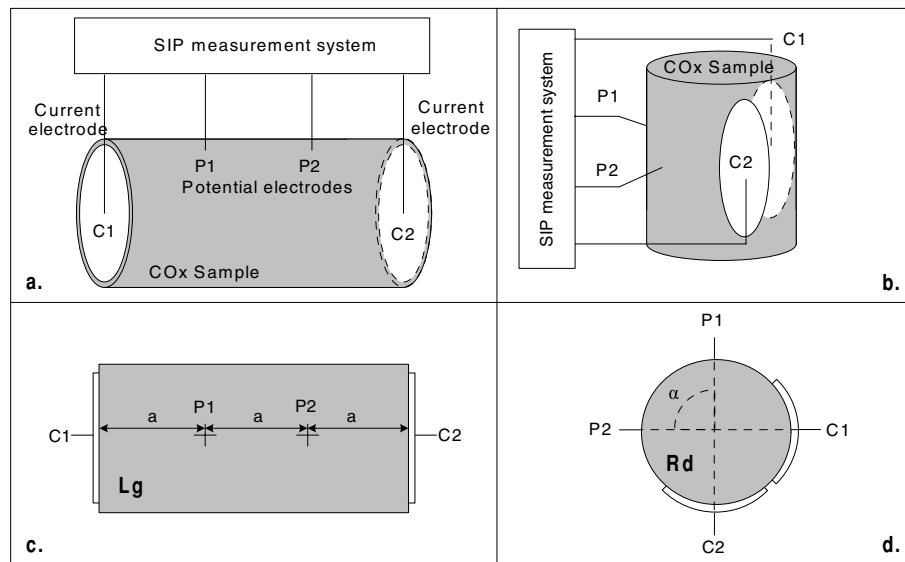 SIP measurement system
Current
electrode
Current
electrode
P1
P2
Potential electrodes
C1
C2
COx Sample
a.
SIP measurement system
C1
COx Sample
P1
C2
P2
b.
P1
P2
a
a
a
C1
C2
Lg
c.
P1
α
P2
C1
Rd
C2
d.